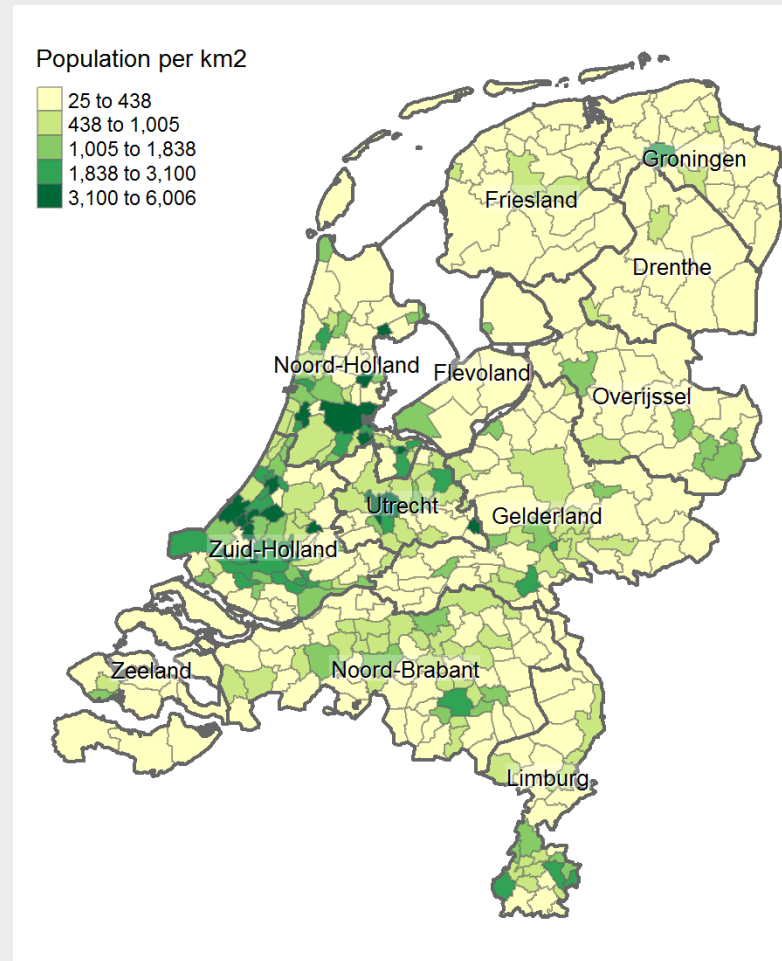 Population per km2
25 to 438
438 to 1,005
1,005 to 1,838
1,838 to 3,100
3,100 to 6,006
Groningen
Friesland
Drenthe
Noord-Holland
Flevoland
Overijssel
Utrecht
Gelderland
Zuid-Holland
Zeeland
Noord-Brabant
Limburg